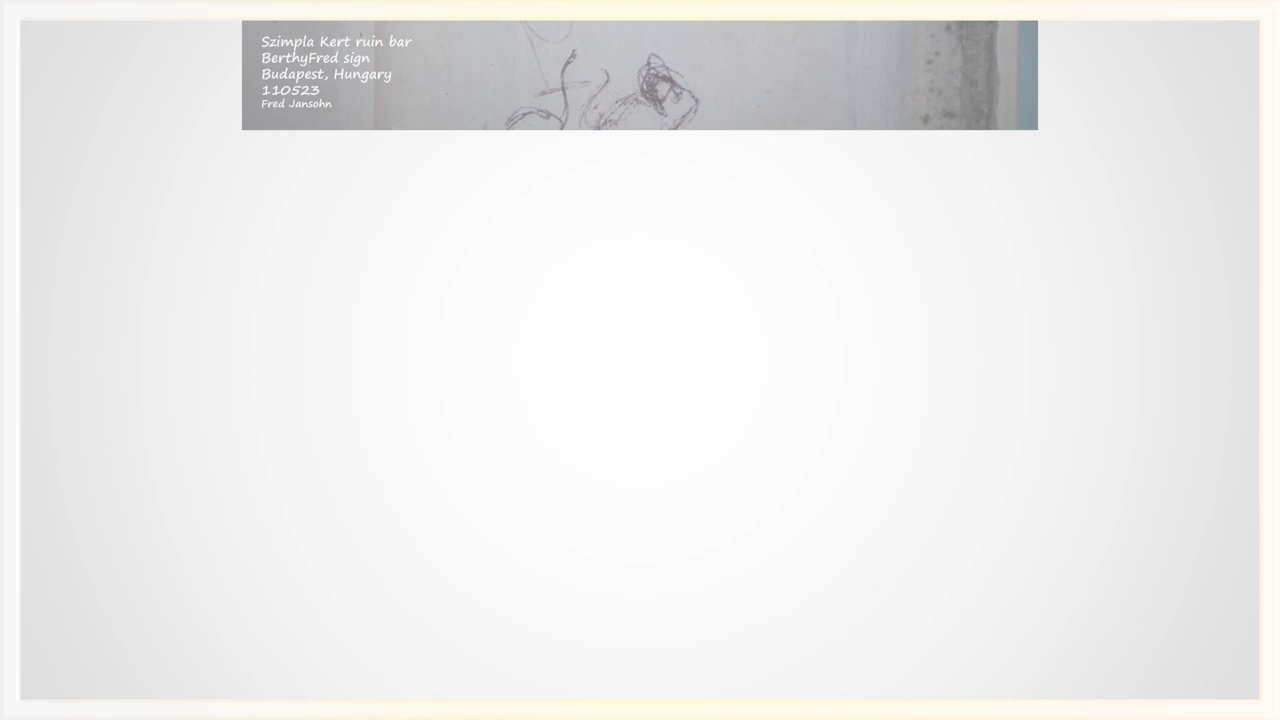 Szimpla Kert ruin bar
BerthyFred sign
Budapest, Hungary
110523
Fred Jansohn